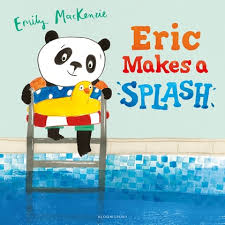 Emily MacKenzie
Eric
Makes a
SPLASH
BLOOMSBURY